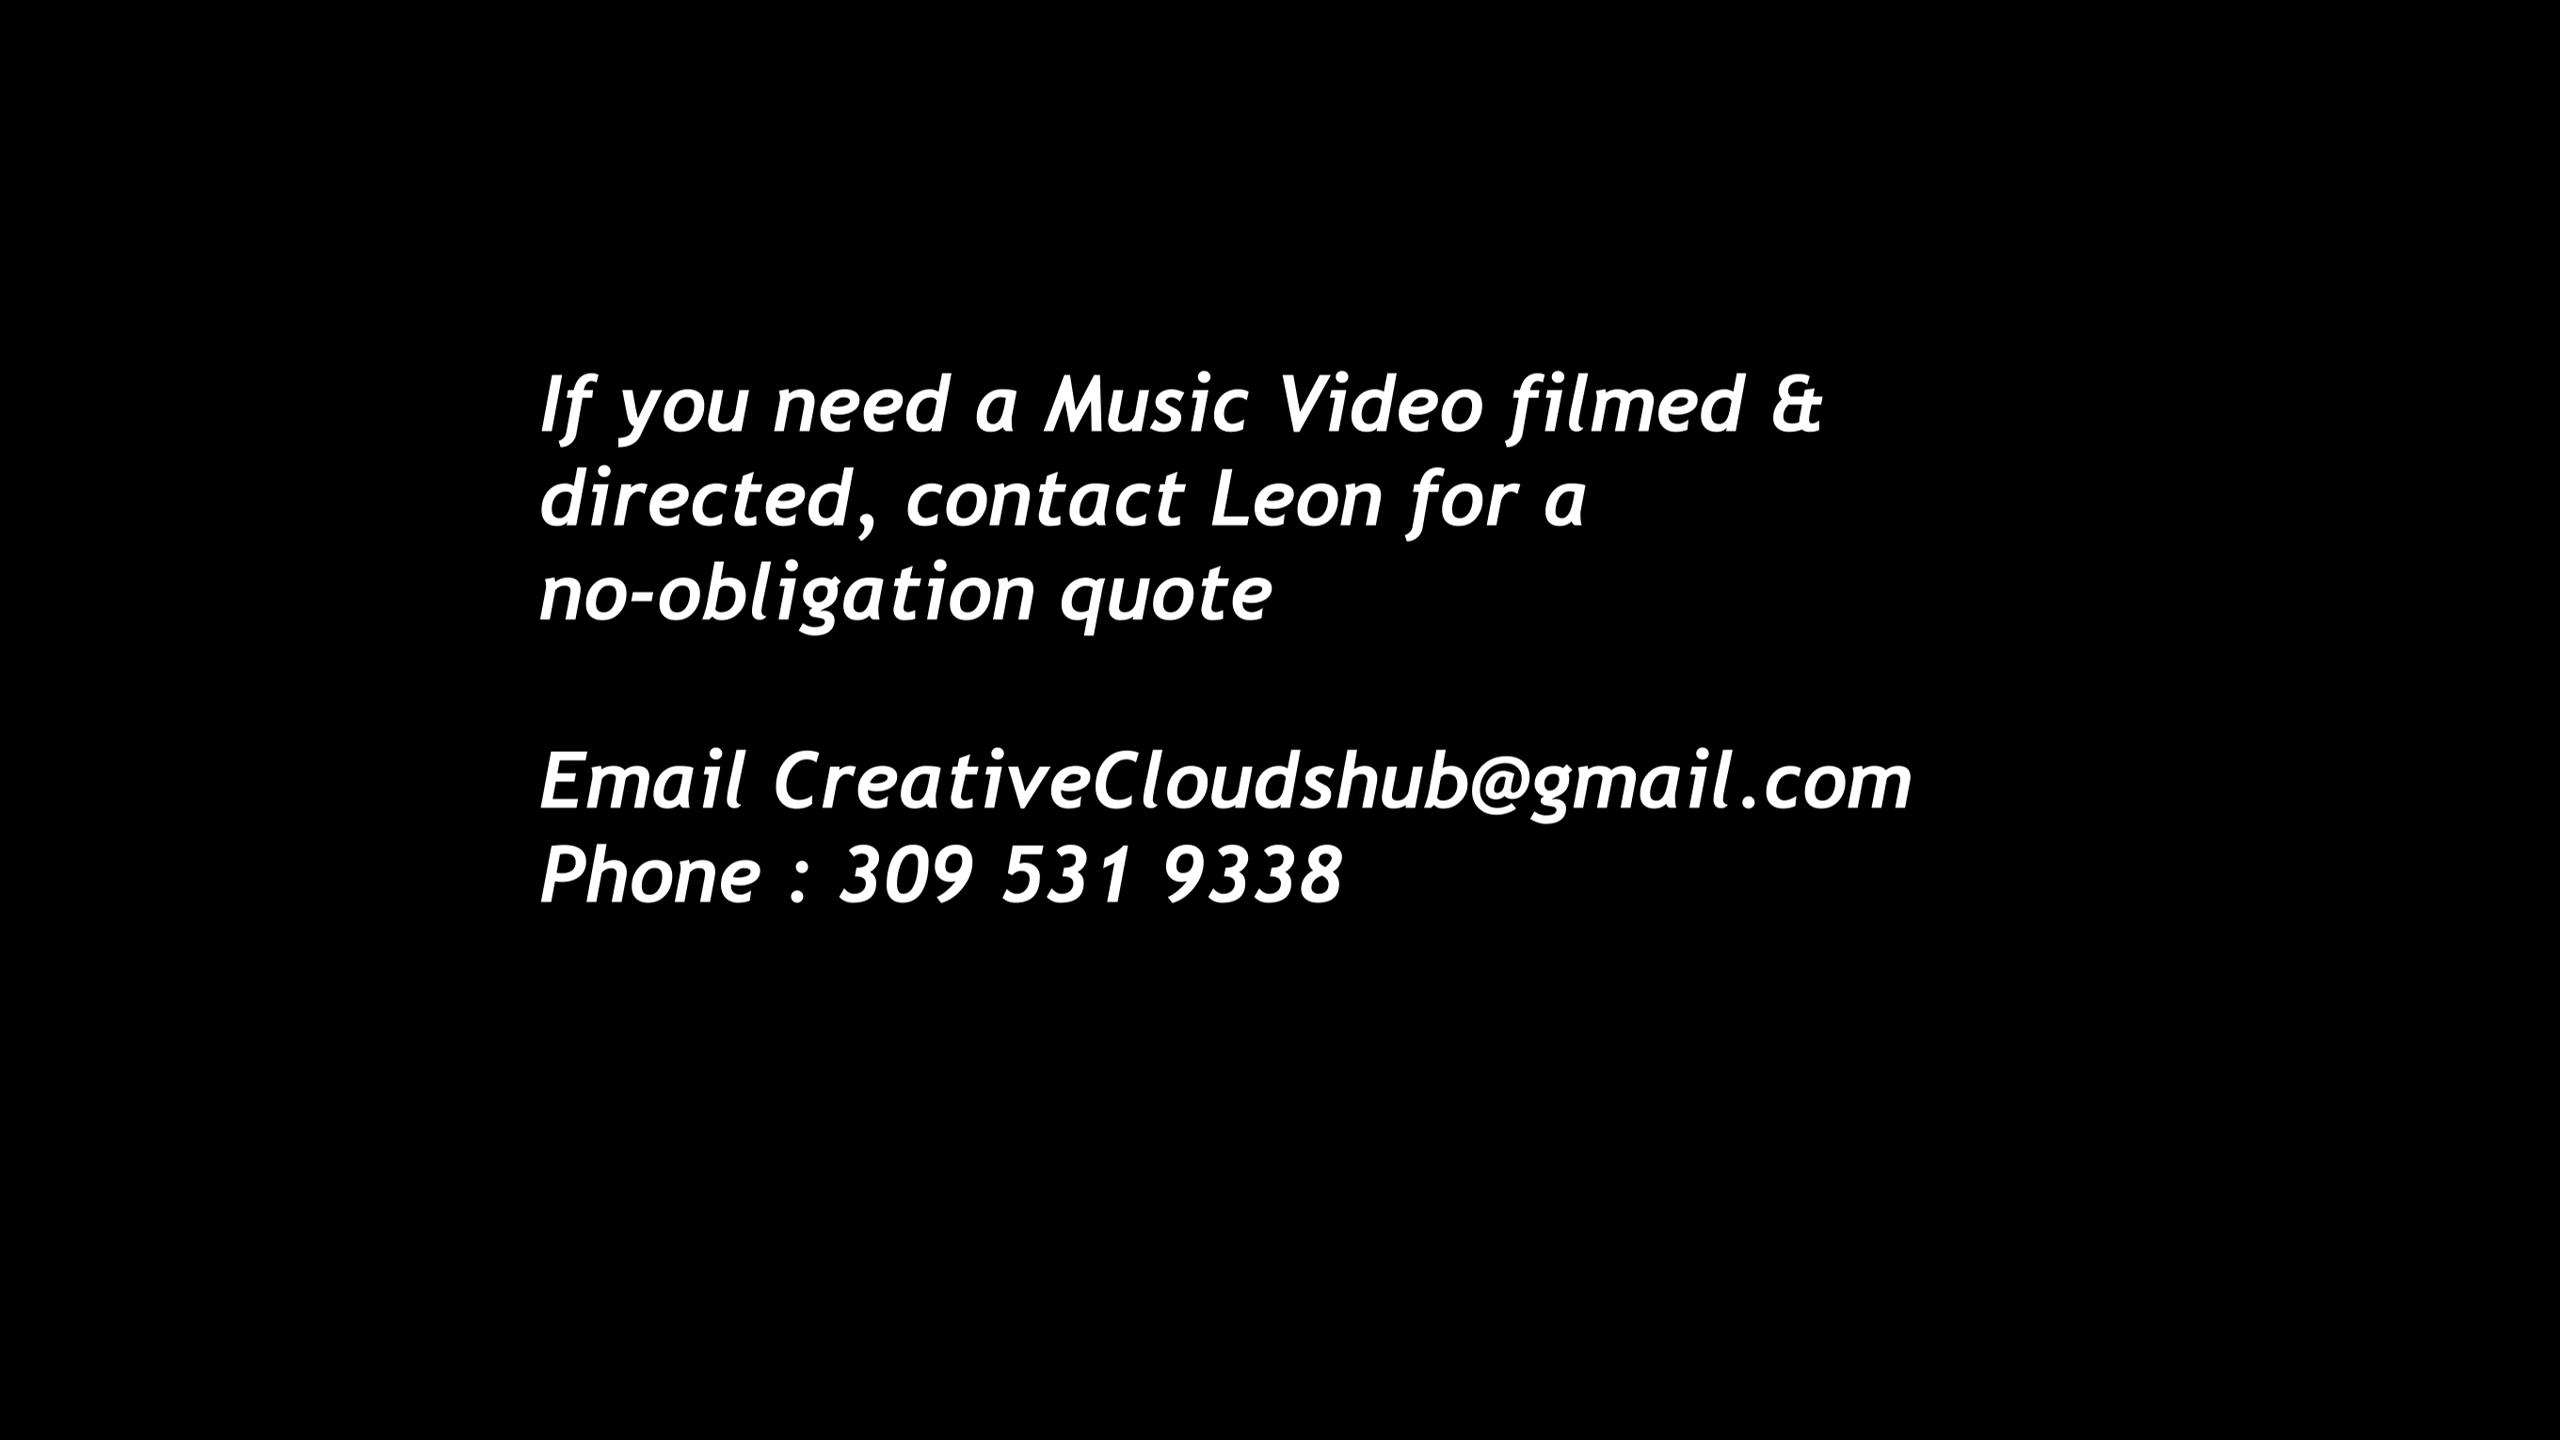 If you need a Music Video filmed &
directed, contact Leon for a
no-obligation quote
Email CreativeCloudshub@gmail.com
Phone : 309 531 9338